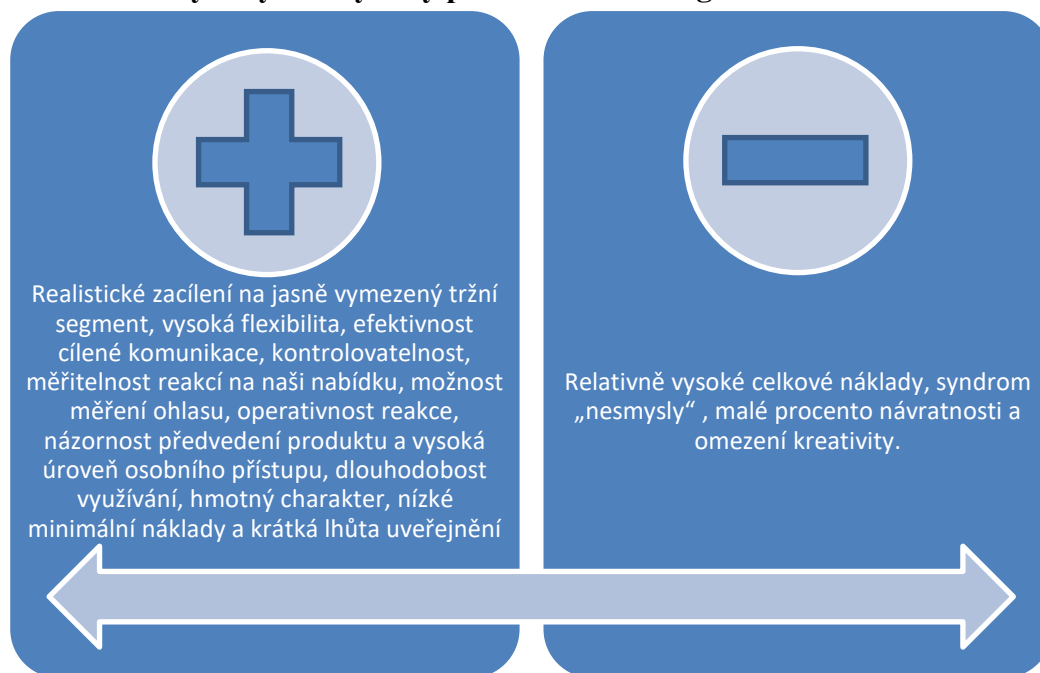 Realistické zacílení na jasně vymezený tržní
segment, vysoká flexibilita, efektivnost
cílené komunikace, kontrolovatelnost,
měřitelnost reakcí na naši nabídku, možnost
měření ohlasu, operativnost reakce,
názornost předvedení produktu a vysoká
úroveň osobního přístupu, dlouhodobost
využívání, hmotný charakter, nízké
minimální náklady a krátká lhůta uveřejnění
Relativně vysoké celkové náklady, syndrom
„nesmysly“ , malé procento návratnosti a
omezení kreativity.